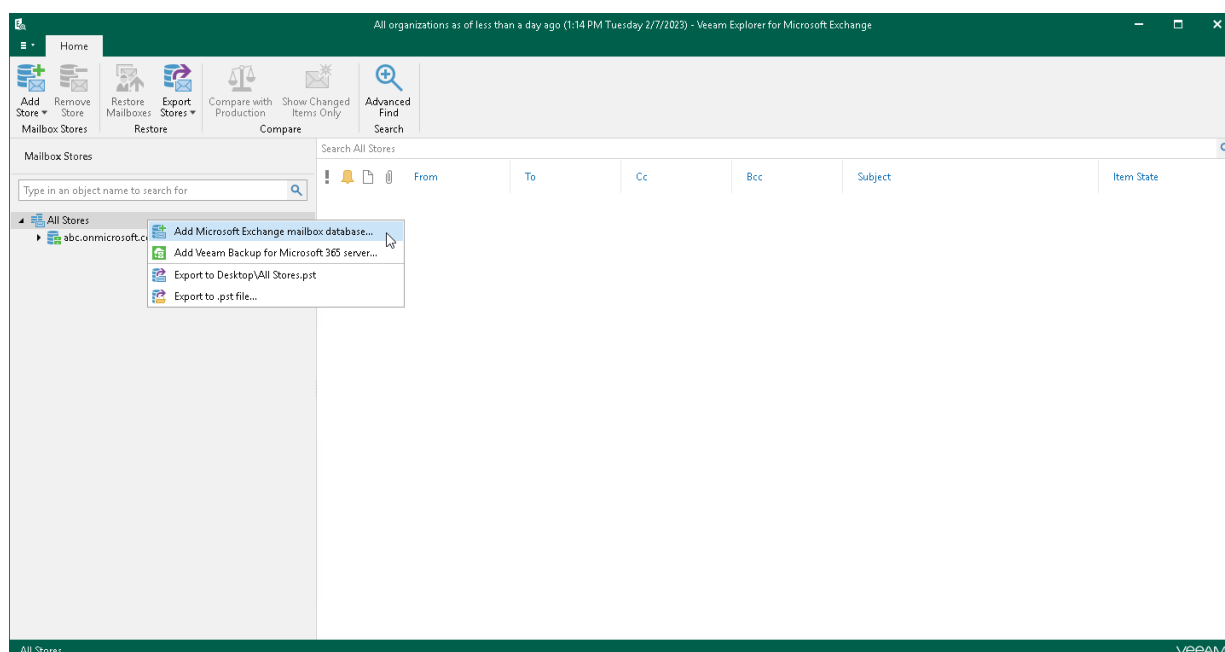 All organizations as of less than a day ago (1:14 PM Tuesday 2/7/2023) - Veeam Explorer for Microsoft Exchange
Home
Add Store
Remove Store
Restore Mailboxes
Export Stores
Compare with Production
Show Changed Items Only
Advanced Find
Mailbox Stores
Restore
Compare
Search
Mailbox Stores
Search All Stores
Type in an object name to search for
From To Cc Bcc Subject Item State
All Stores
abc.onmicrosoft.c
Add Microsoft Exchange mailbox database...
Add Veeam Backup for Microsoft 365 server...
Export to Desktop\All Stores.pst
Export to .pst file...
All Stores
veeAM